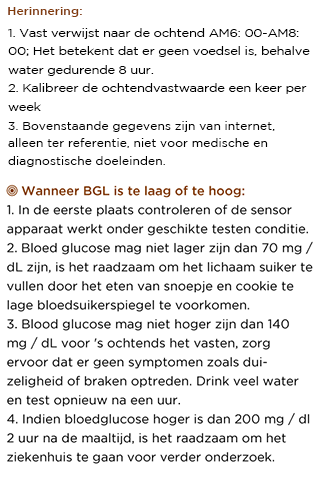 Herinnering:
1. Vast verwijst naar de ochtend AM6: 00-AM8:
00; Het betekent dat er geen voedsel is, behalve
water gedurende 8 uur.
2. Kalibreer de ochtendvastwaarde een keer per
week
3. Bovenstaande gegevens zijn van internet,
alleen ter referentie, niet voor medische en
diagnostische doeleinden.
Wanneer BGL is te laag of te hoog:
1. In de eerste plaats controleren of de sensor
apparaat werkt onder geschikte testen conditie.
2. Bloed glucose mag niet lager zijn dan 70 mg /
dL zijn, is het raadzaam om het lichaam suiker te
vullen door het eten van snoepje en cookie te
lage bloedsuikerspiegel te voorkomen.
3. Blood glucose mag niet hoger zijn dan 140
mg / dL voor 's ochtends het vasten, zorg
ervoor dat er geen symptomen zoals dui-
zeligheid of braken optreden. Drink veel water
en test opnieuw na een uur.
4. Indien bloedglucose hoger is dan 200 mg / dl
2 uur na de maaltijd, is het raadzaam om het
ziekenhuis te gaan voor verder onderzoek.